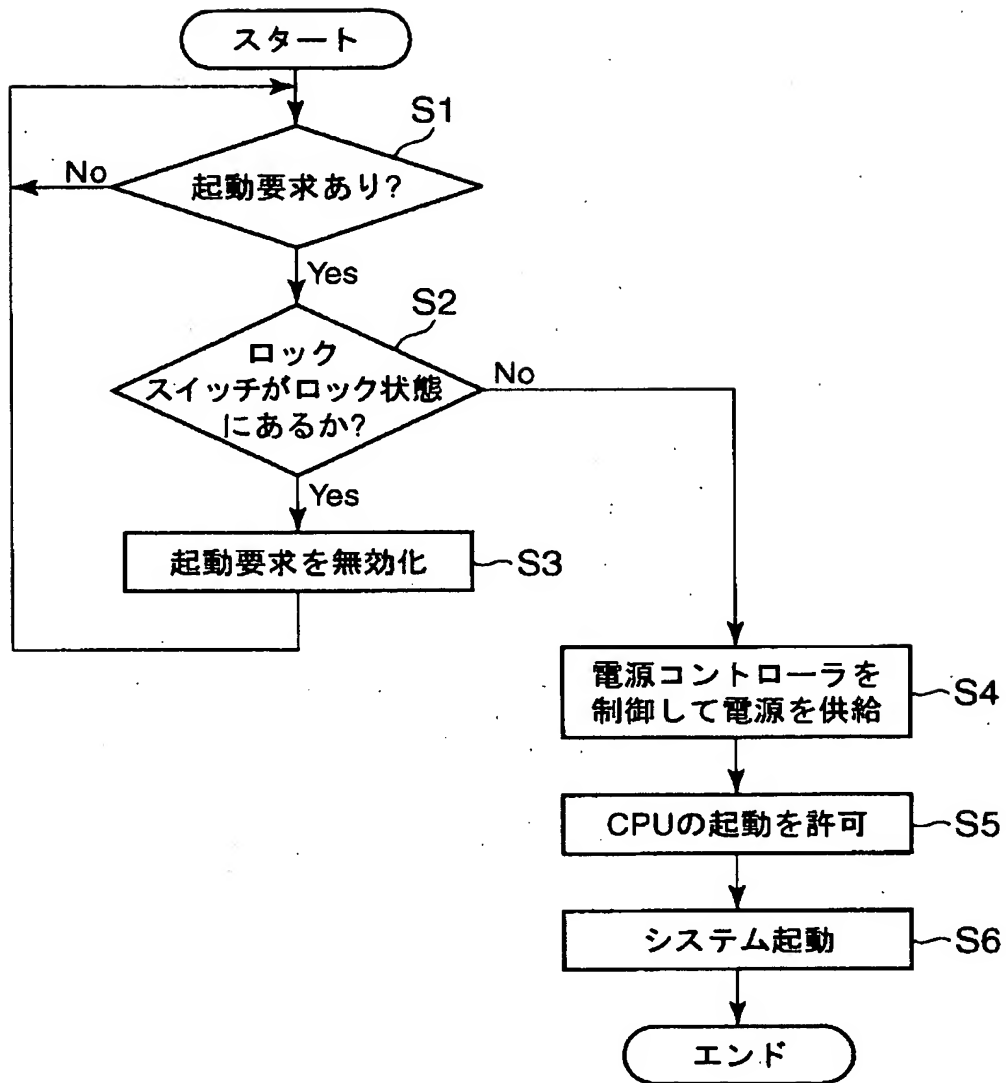 スタート
S1
No
起動要求あり?
Yes
S2
ロック
スイッチがロック状態
にあるか?
No
Yes
起動要求を無効化
S3
電源コントローラを
制御して電源を供給
S4
CPUの起動を許可
S5
システム起動
S6
エンド